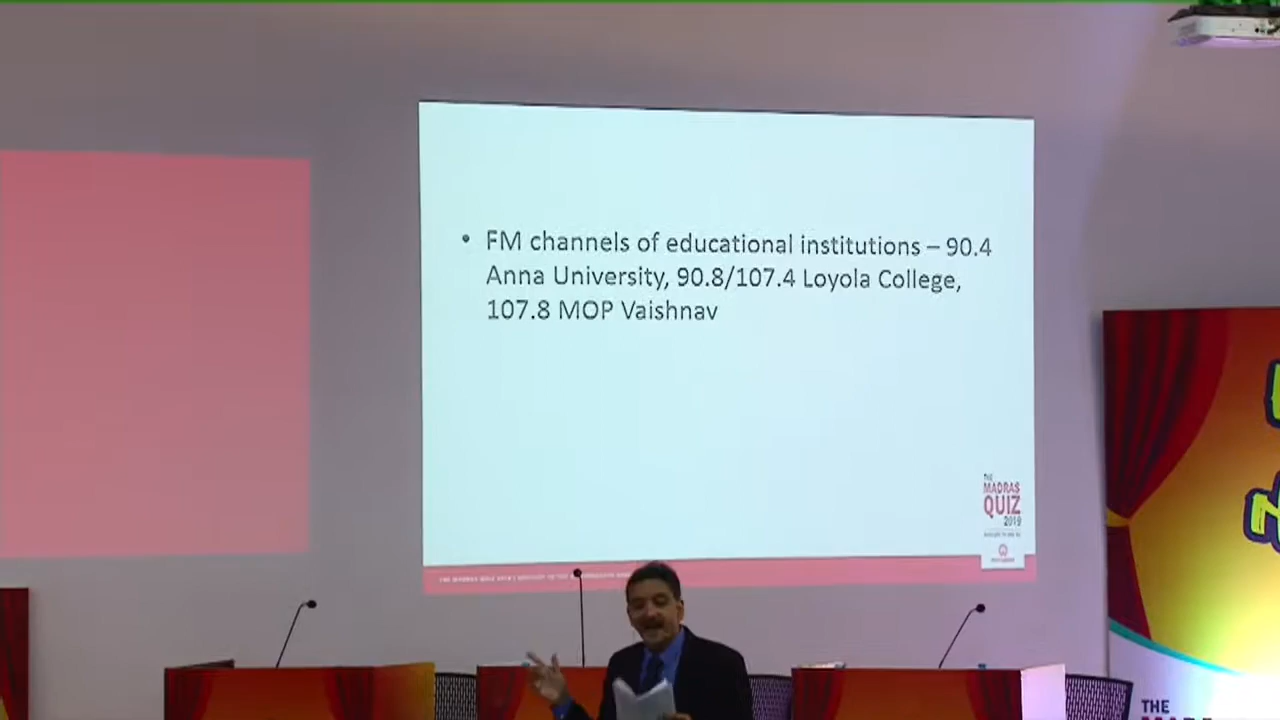 • FM channels of educational institutions – 90.4
Anna University, 90.8/107.4 Loyola College,
107.8 MOP Vaishnav
THE
MADRAS
QUIZ
2019
THE